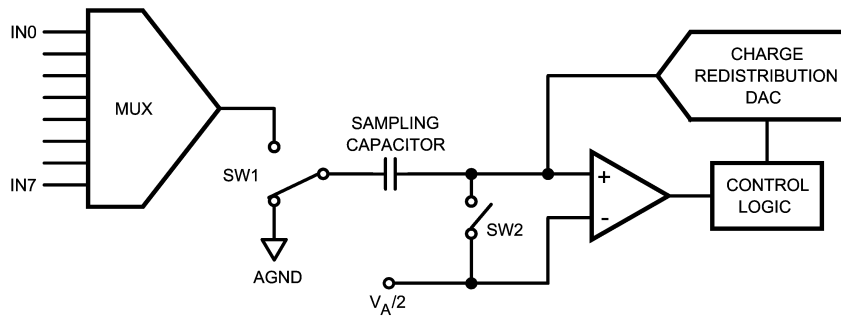 IN0
MUX
IN7
SW1
AGND
SAMPLING
CAPACITOR
SW2
VA/2
+
-
CHARGE
REDISTRIBUTION
DAC
CONTROL
LOGIC